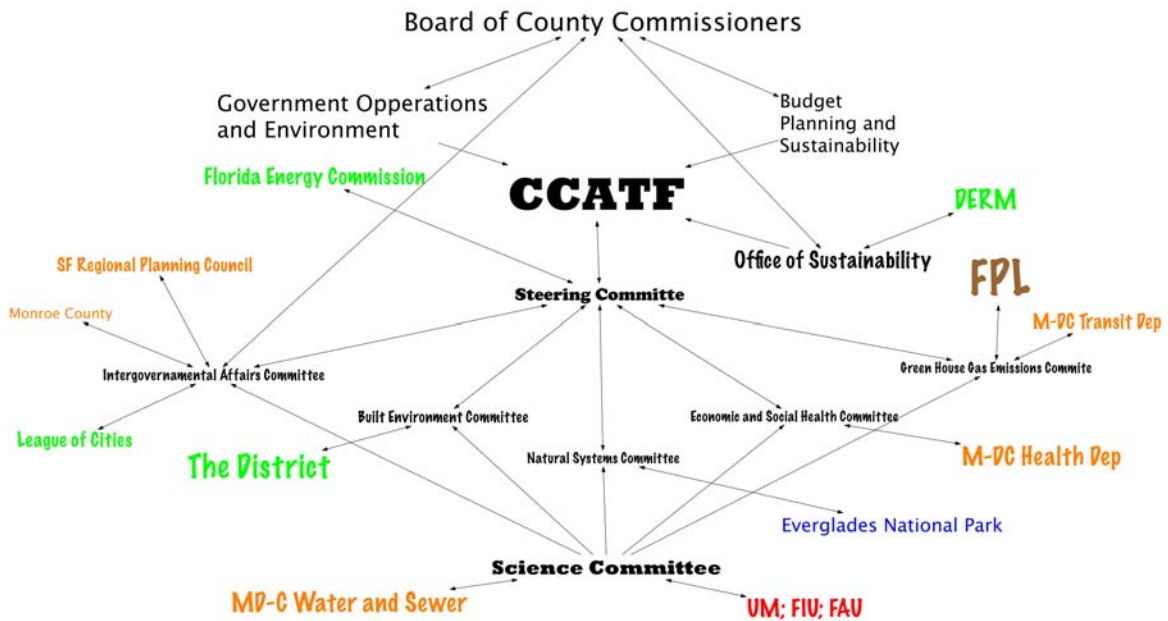 Board of County Commissioners
Government Opperations
and Environment
Budget
Planning and
Sustainability
Florida Energy Commission
CCATF
DERM
Office of Sustainability
SF Regional Planning Council
FPL
Steering Committe
Monroe County
M-DC Transit Dep
Intergovernamental Affairs Committee
Green House Gas Emissions Commite
Built Environment Committee
Economic and Social Health Committee
League of Cities
The District
Natural Systems Committee
M-DC Health Dep
Everglades National Park
Science Committee
MD-C Water and Sewer
UM; FIU; FAU